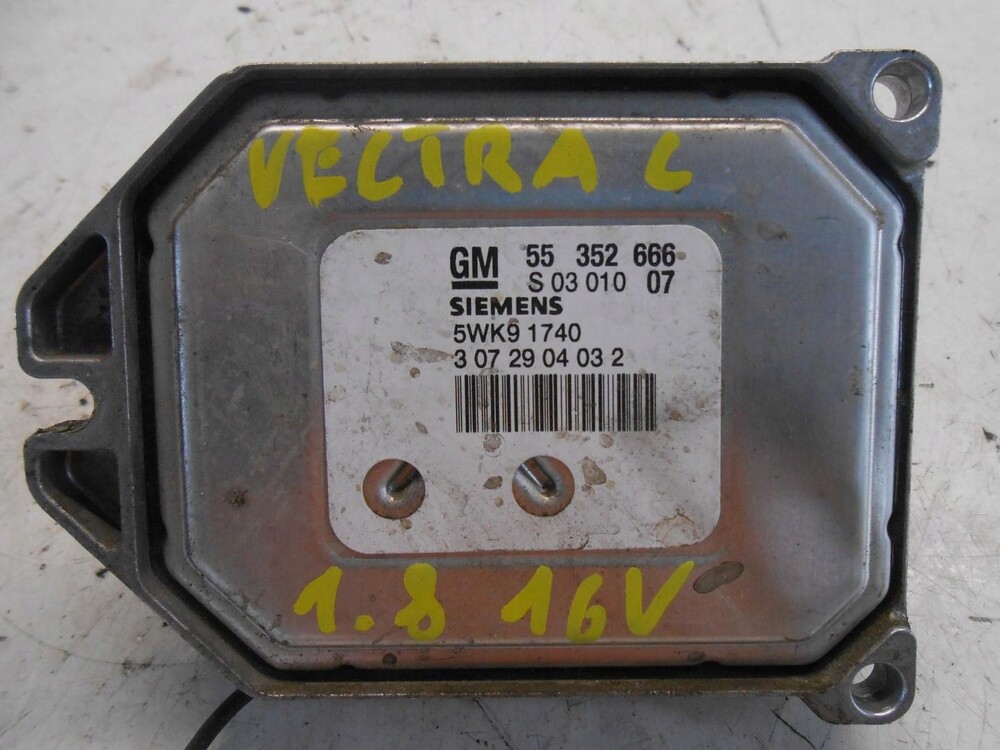 VECTRA C
GM 55 352 666
S 03 010 07
SIEMENS
5WK9 1740
3 07 29 04 03 2
1.8 16V